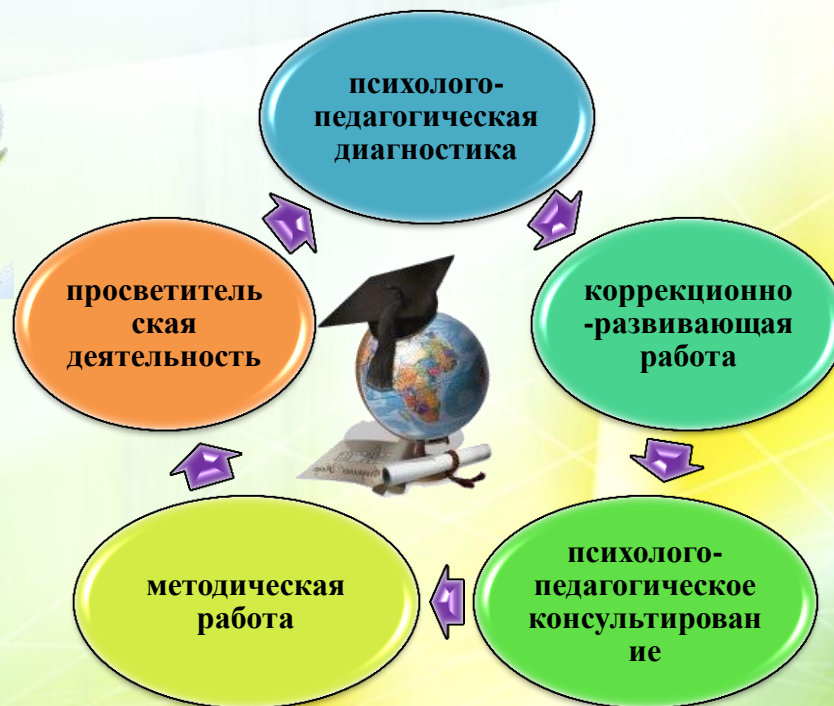 психолого-
педагогическая
диагностика
коррекционно
-развивающая
работа
психолого-
педагогическое
консультирован
ие
методическая
работа
просветитель
ская
деятельность